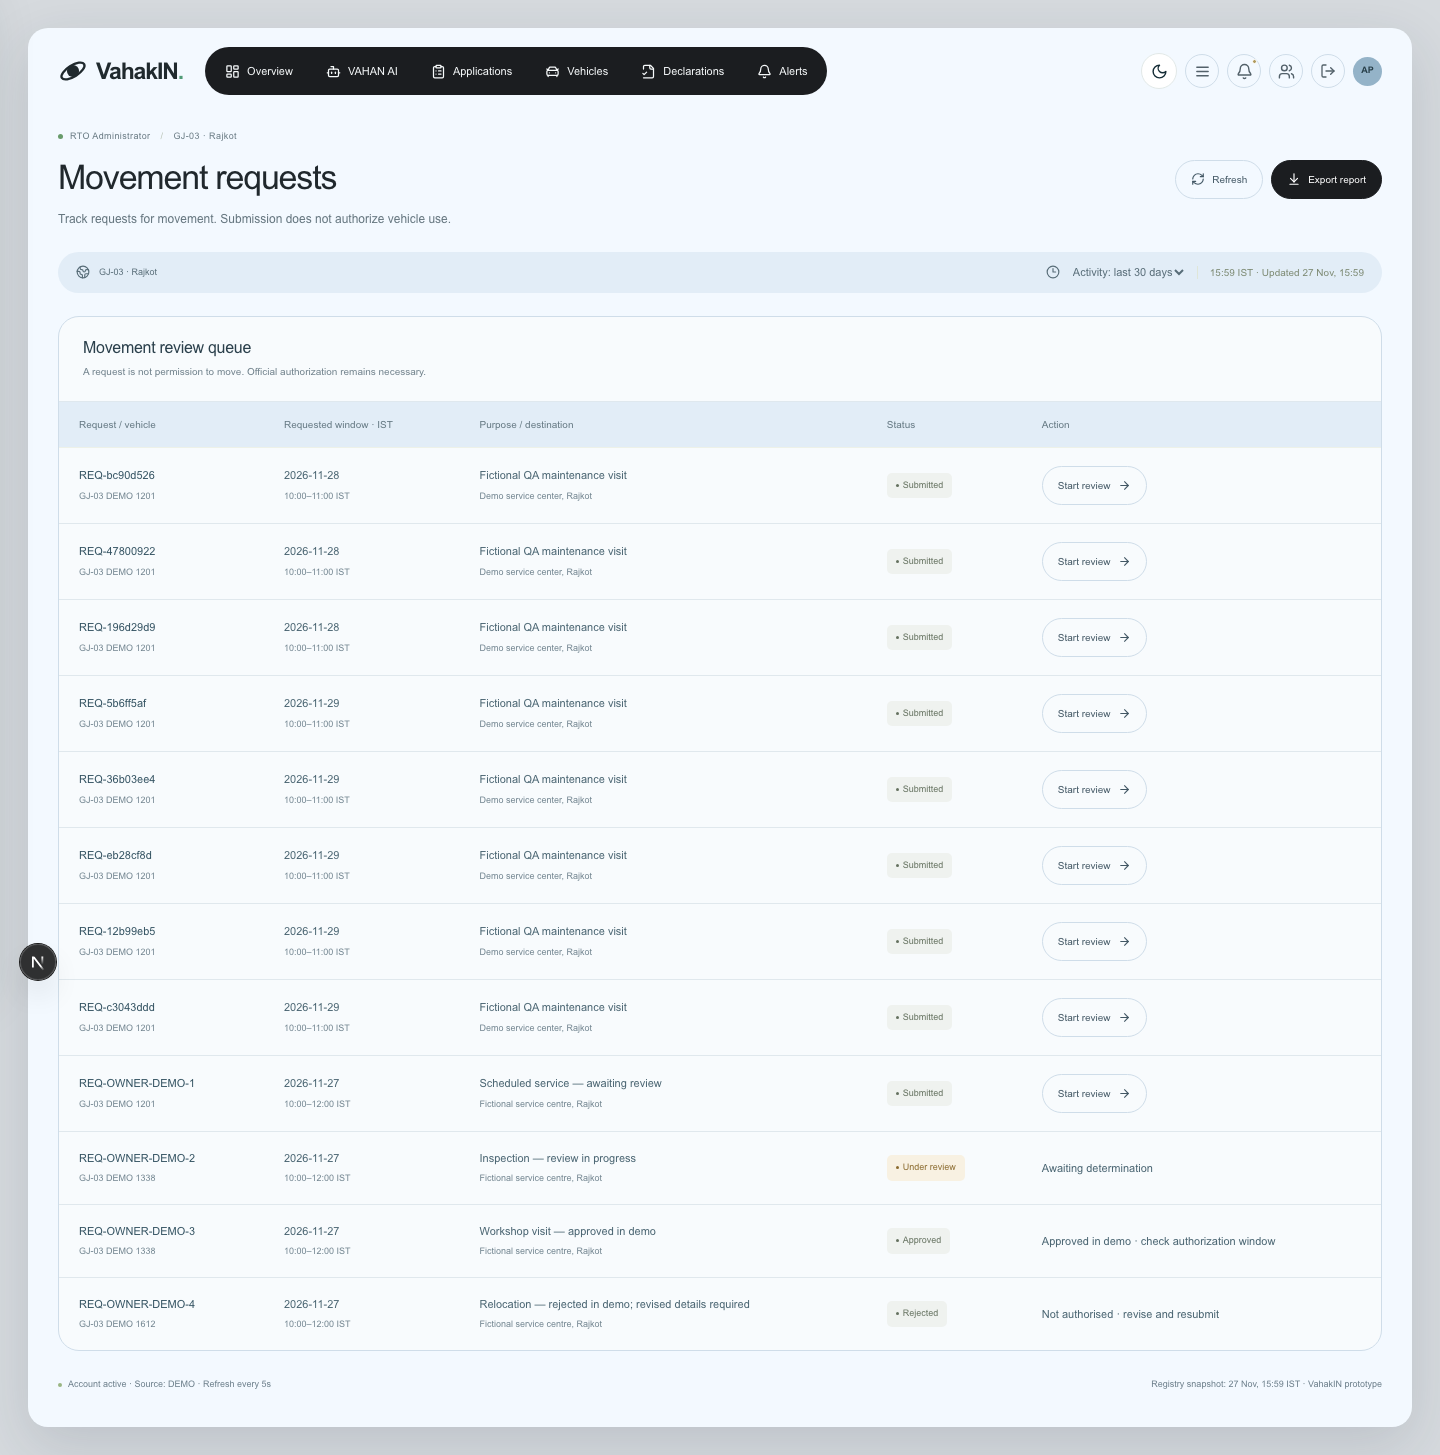 VahakIN.
Overview
VAHAN AI
Applications
Vehicles
Declarations
Alerts
AP
RTO Administrator / GJ-03 · Rajkot
Movement requests
Refresh
Export report
Track requests for movement. Submission does not authorize vehicle use.
GJ-03 · Rajkot
Activity: last 30 days
15:59 IST · Updated 27 Nov, 15:59
Movement review queue
A request is not permission to move. Official authorization remains necessary.
Request / vehicle
Requested window · IST
Purpose / destination
Status
Action
REQ-bc90d526
GJ-03 DEMO 1201
2026-11-28
10:00–11:00 IST
Fictional QA maintenance visit
Demo service center, Rajkot
Submitted
Start review
REQ-47800922
GJ-03 DEMO 1201
2026-11-28
10:00–11:00 IST
Fictional QA maintenance visit
Demo service center, Rajkot
Submitted
Start review
REQ-196d29d9
GJ-03 DEMO 1201
2026-11-28
10:00–11:00 IST
Fictional QA maintenance visit
Demo service center, Rajkot
Submitted
Start review
REQ-5b6ff5af
GJ-03 DEMO 1201
2026-11-29
10:00–11:00 IST
Fictional QA maintenance visit
Demo service center, Rajkot
Submitted
Start review
REQ-36b03ee4
GJ-03 DEMO 1201
2026-11-29
10:00–11:00 IST
Fictional QA maintenance visit
Demo service center, Rajkot
Submitted
Start review
REQ-eb28cf8d
GJ-03 DEMO 1201
2026-11-29
10:00–11:00 IST
Fictional QA maintenance visit
Demo service center, Rajkot
Submitted
Start review
REQ-12b99eb5
GJ-03 DEMO 1201
2026-11-29
10:00–11:00 IST
Fictional QA maintenance visit
Demo service center, Rajkot
Submitted
Start review
N
REQ-c3043ddd
GJ-03 DEMO 1201
2026-11-29
10:00–11:00 IST
Fictional QA maintenance visit
Demo service center, Rajkot
Submitted
Start review
REQ-OWNER-DEMO-1
GJ-03 DEMO 1201
2026-11-27
10:00–12:00 IST
Scheduled service — awaiting review
Fictional service centre, Rajkot
Submitted
Start review
REQ-OWNER-DEMO-2
GJ-03 DEMO 1338
2026-11-27
10:00–12:00 IST
Inspection — review in progress
Fictional service centre, Rajkot
Under review
Awaiting determination
REQ-OWNER-DEMO-3
GJ-03 DEMO 1338
2026-11-27
10:00–12:00 IST
Workshop visit — approved in demo
Fictional service centre, Rajkot
Approved
Approved in demo · check authorization window
REQ-OWNER-DEMO-4
GJ-03 DEMO 1612
2026-11-27
10:00–12:00 IST
Relocation — rejected in demo; revised details required
Fictional service centre, Rajkot
Rejected
Not authorised · revise and resubmit
Account active · Source: DEMO · Refresh every 5s
Registry snapshot: 27 Nov, 15:59 IST · VahakIN prototype